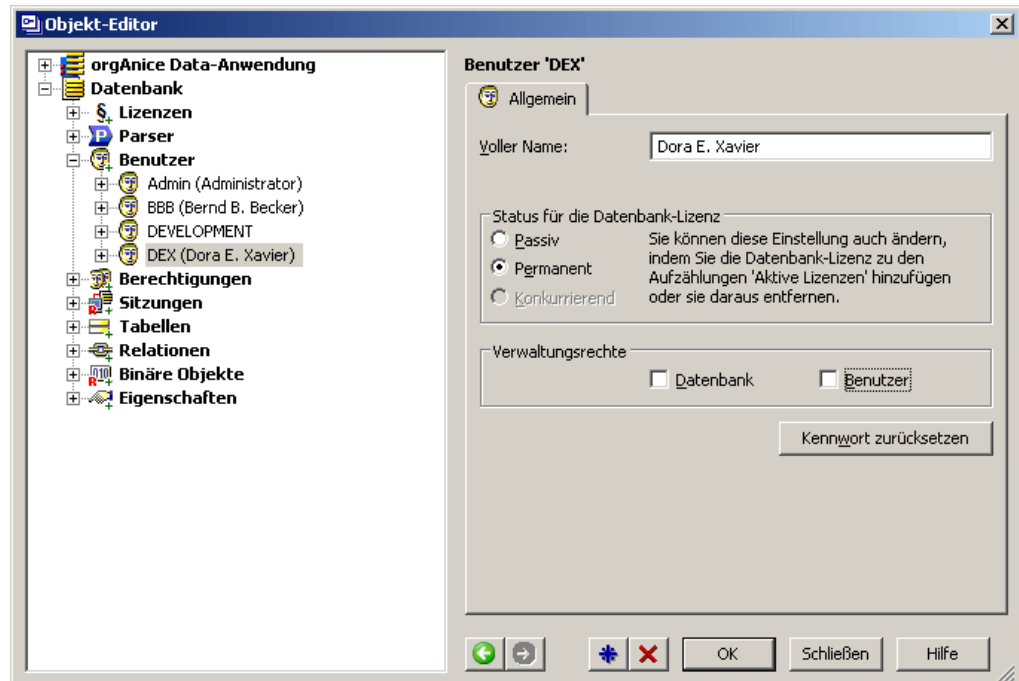 Objekt-Editor
orgAnice Data-Anwendung
Datenbank
Lizenzen
Parser
Benutzer
Admin (Administrator)
BBB (Bernd B. Becker)
DEVELOPMENT
DEX (Dora E. Xavier)
Berechtigungen
Sitzungen
Tabellen
Relationen
Binäre Objekte
Eigenschaften
Benutzer 'DEX'
Allgemein
Voller Name:
Dora E. Xavier
Status für die Datenbank-Lizenz
Passiv
Permanent
Konkurrierend
Sie können diese Einstellung auch ändern,
indem Sie die Datenbank-Lizenz zu den
Aufzählungen 'Aktive Lizenzen' hinzufügen
oder sie daraus entfernen.
Verwaltungsrechte
Datenbank
Benutzer
Kennwort zurücksetzen
OK
Schließen
Hilfe